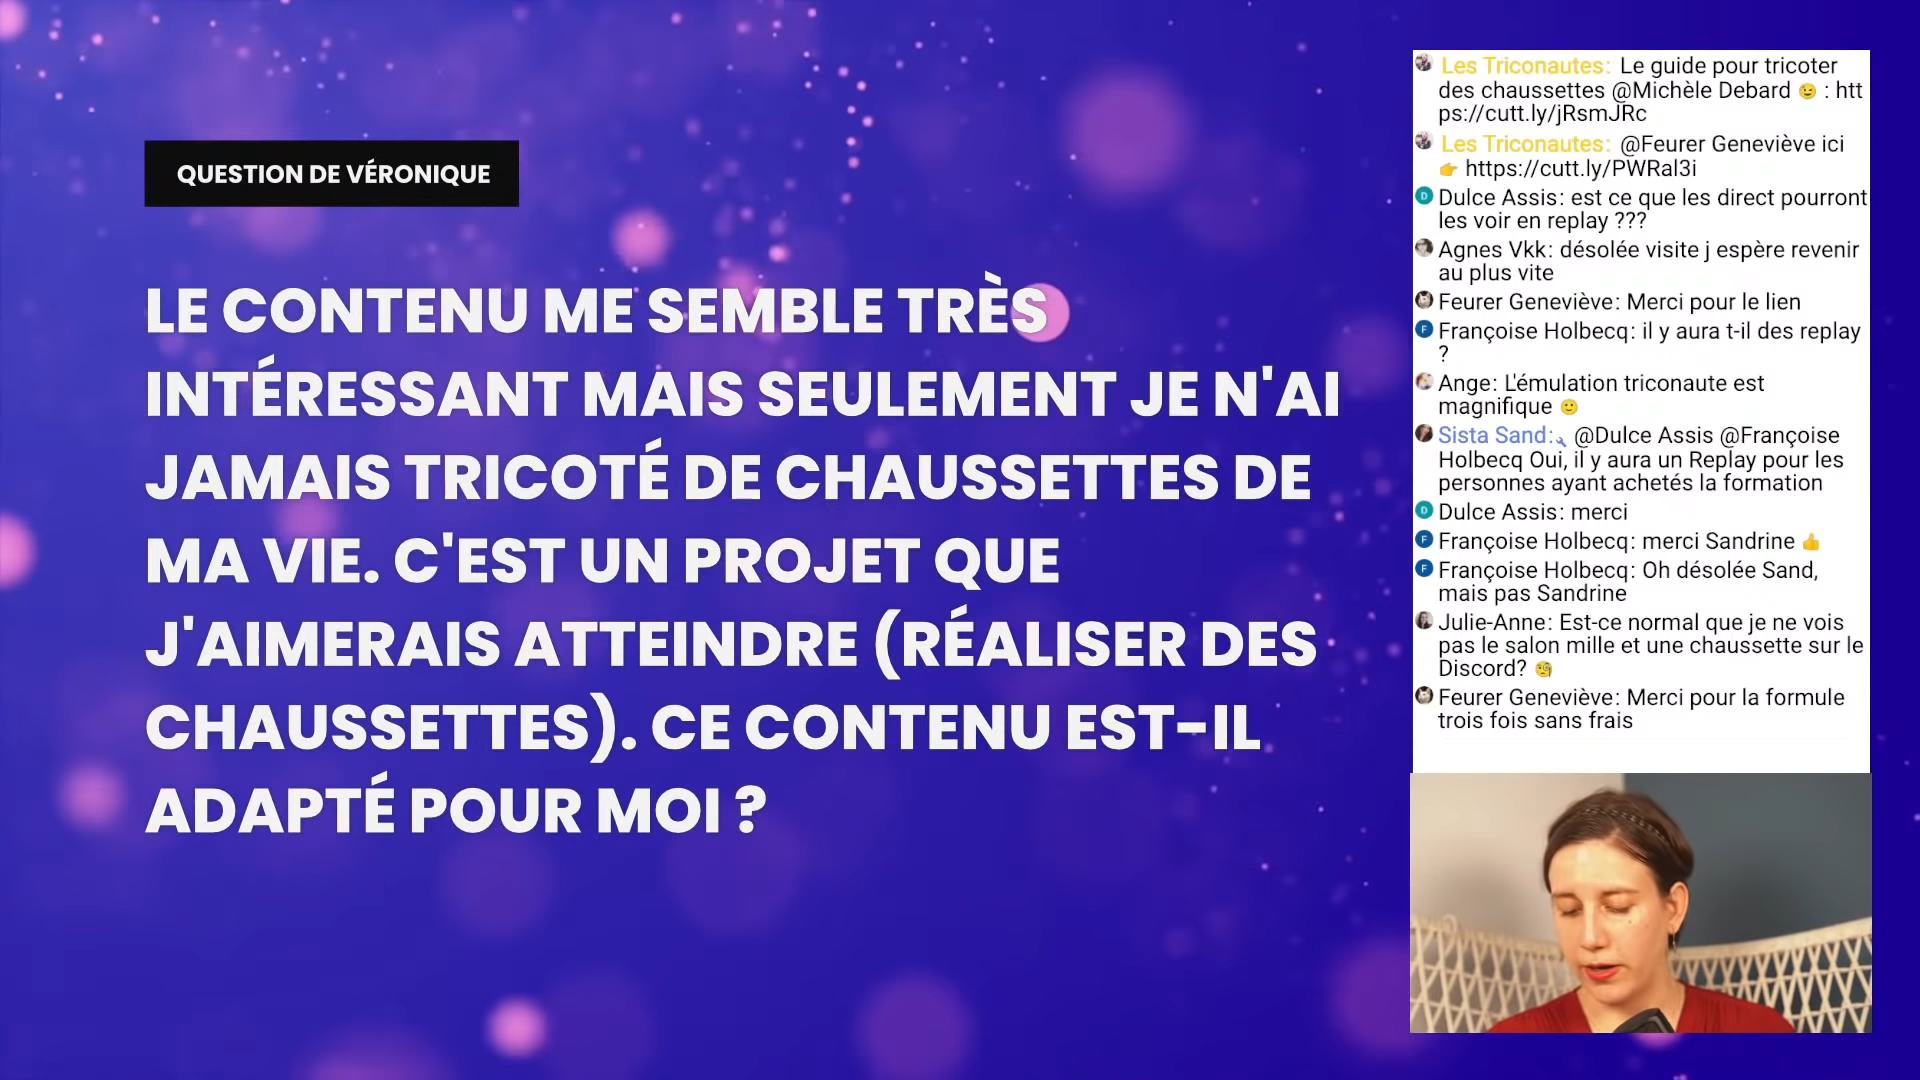 QUESTION DE VÉRONIQUE
LE CONTENU ME SEMBLE TRÈS
INTÉRESSANT MAIS SEULEMENT JE N'AI
JAMAIS TRICOTÉ DE CHAUSSETTES DE
MA VIE. C'EST UN PROJET QUE
J'AIMERAIS ATTEINDRE (RÉALISER DES
CHAUSSETTES). CE CONTENU EST-IL
ADAPTÉ POUR MOI ?
Les Triconautes: Le guide pour tricoter
des chaussettes @Michèle Debard 😉 : htt
ps://cutt.ly/jRsmJRc
Les Triconautes: @Feurer Geneviève ici
👉 https://cutt.ly/PWRal3i
D Dulce Assis: est ce que les direct pourront
les voir en replay ???
Agnes Vkk: désolée visite j espère revenir
au plus vite
Feurer Geneviève: Merci pour le lien
F Françoise Holbecq: il y aura t-il des replay
?
Ange: L'émulation triconaute est
magnifique 🙂
Sista Sand:🔧 @Dulce Assis @Françoise
Holbecq Oui, il y aura un Replay pour les
personnes ayant achetés la formation
D Dulce Assis: merci
F Françoise Holbecq: merci Sandrine 👍
F Françoise Holbecq: Oh désolée Sand,
mais pas Sandrine
Julie-Anne: Est-ce normal que je ne vois
pas le salon mille et une chaussette sur le
Discord? 🧐
Feurer Geneviève: Merci pour la formule
trois fois sans frais